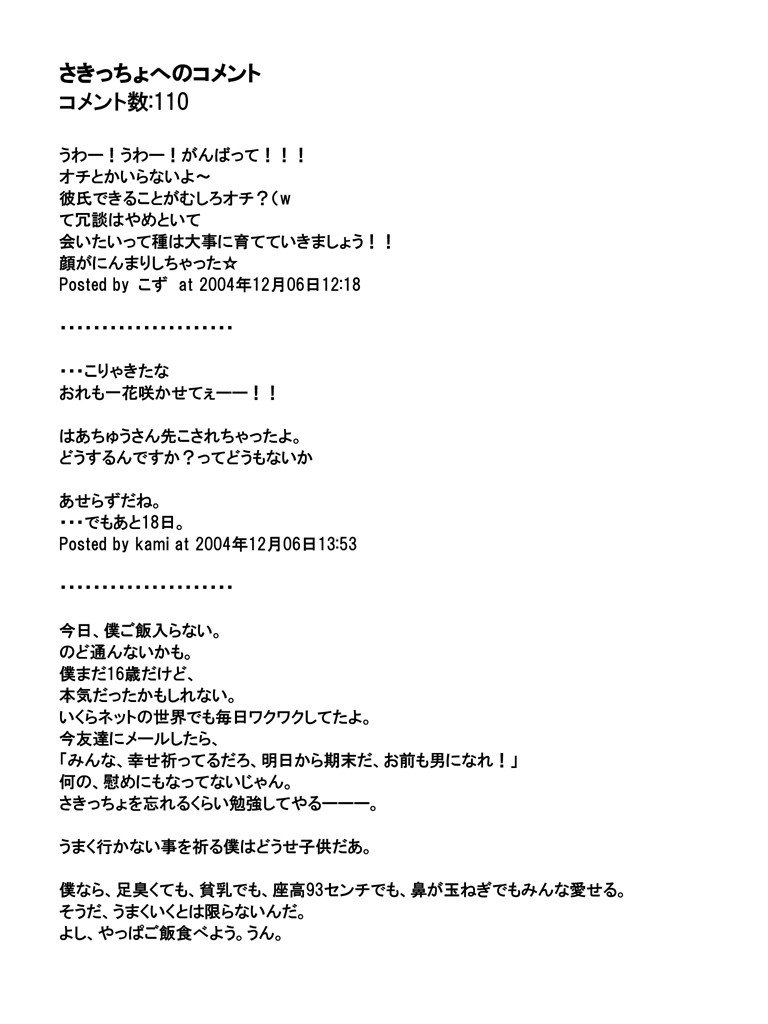 さきっちょへのコメント
コメント数:110
うわー！うわー！がんばって！！！
オチとかいらないよ～
彼氏できることがむしろオチ？（w
て冗談はやめといて
会いたいって種は大事に育てていきましょう！！
顔がにんまりしちゃった☆
Posted by こず at 2004年12月06日12:18
・・・・・・・・・・・・・・・・・・・・・
・・・こりゃきたな
おれも一花咲かせてぇーー！！
はあちゅうさん先こされちゃったよ。
どうするんですか？ってどうもないか
あせらずだね。
・・・でもあと18日。
Posted by kami at 2004年12月06日13:53
・・・・・・・・・・・・・・・・・・・・・
今日、僕ご飯入らない。
のど通んないかも。
僕まだ16歳だけど、
本気だったかもしれない。
いくらネットの世界でも毎日ワクワクしてたよ。
今友達にメールしたら、
「みんな、幸せ祈ってるだろ、明日から期末だ、お前も男になれ！」
何の、慰めにもなってないじゃん。
さきっちょを忘れるくらい勉強してやるーーー。
うまく行かない事を祈る僕はどうせ子供だあ。
僕なら、足臭くても、貧乳でも、座高93センチでも、鼻が玉ねぎでもみんな愛せる。
そうだ、うまくいくとは限らないんだ。
よし、やっぱご飯食べよう。うん。